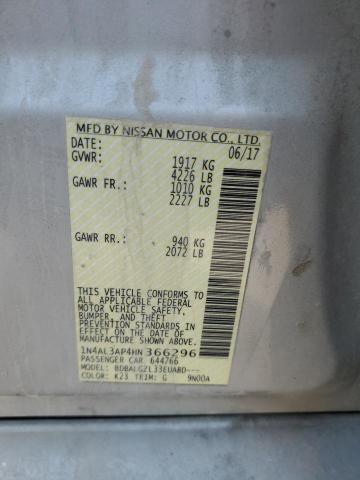 MFD BY NISSAN MOTOR CO., LTD.
DATE: 06/17
GVWR: 1917 KG
4226 LB
GAWR FR.: 1010 KG
2227 LB
GAWR RR.: 940 KG
2072 LB
THIS VEHICLE CONFORMS TO
ALL APPLICABLE FEDERAL
MOTOR VEHICLE SAFETY,
BUMPER, AND THEFT
PREVENTION STANDARDS IN
EFFECT ON THE DATE OF
MANUFACTURE SHOWN ABOVE.
1N4AL3AP4HN366296
PASSENGER CAR 644766
MODEL: BDBALGZL33EUABD---
COLOR: K23 TRIM: G 9N00A